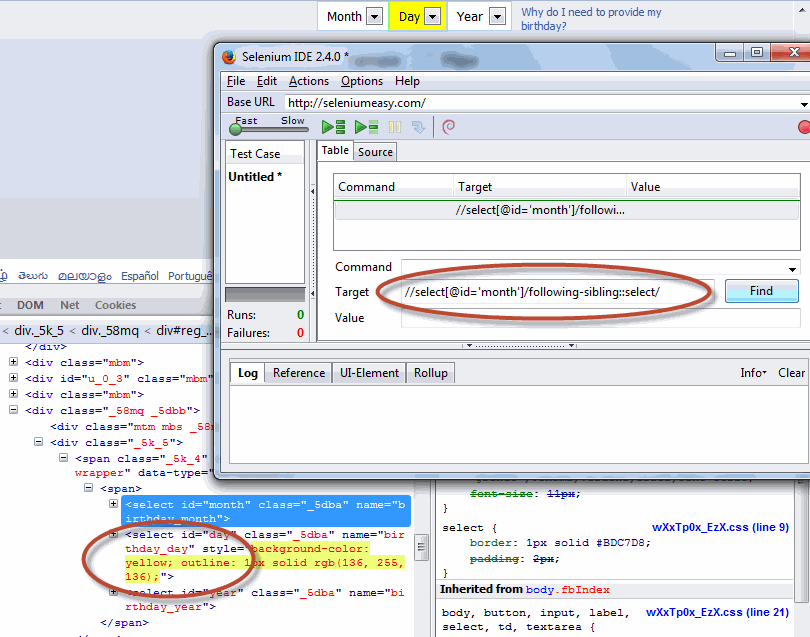 Month Day Year Why do I need to provide my
birthday?
Selenium IDE 2.4.0 *
File Edit Actions Options Help
Base URL http://seleniumeasy.com/
Fast Slow
Test Case
Untitled *
Table Source
Command Target Value
//select[@id='month']/followi...
Command
Target //select[@id='month']/following-sibling::select/ Find
Value
Runs: 0
Failures: 0
Log Reference UI-Element Rollup Info Clear
తెలుగు മലയാളം Español Portuguê
DOM Net Cookies
< div._5k_5 < div._58mq < div#reg_...
</div>
<div class="mbm">
<div id="u_0_3" class="mbm"
<div class="mbm">
<div class="_58mq _5dbb">
<div class="mtm mbs _58m
<div class="_5k_5">
<span class="_5k_4"
wrapper" data-type="
<span>
<select id="month" class="_5dba" name="b
irthday_month">
<select id="day" class="_5dba" name="bir
thday_day" style="background-color:
yellow; outline: 1px solid rgb(136, 255,
136);">
<select id="year" class="_5dba" name="bi
rthday_year">
</span>
font-size: 11px;
}
select { wXxTp0x_EzX.css (line 9)
border: 1px solid #BDC7D8;
padding: 2px;
}
Inherited from body.fbIndex
body, button, input, label, wXxTp0x_EzX.css (line 21)
select, td, textarea {